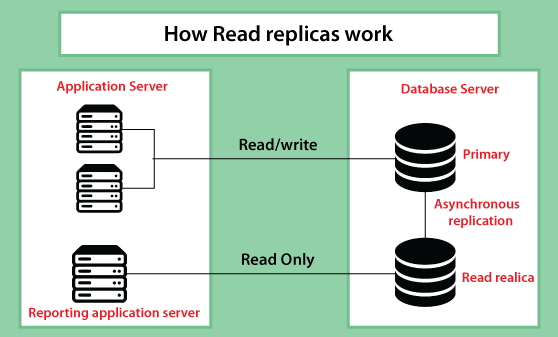 How Read replicas work
Application Server
Database Server
Read/write
Primary
Asynchronous
replication
Read Only
Read realica
Reporting application server